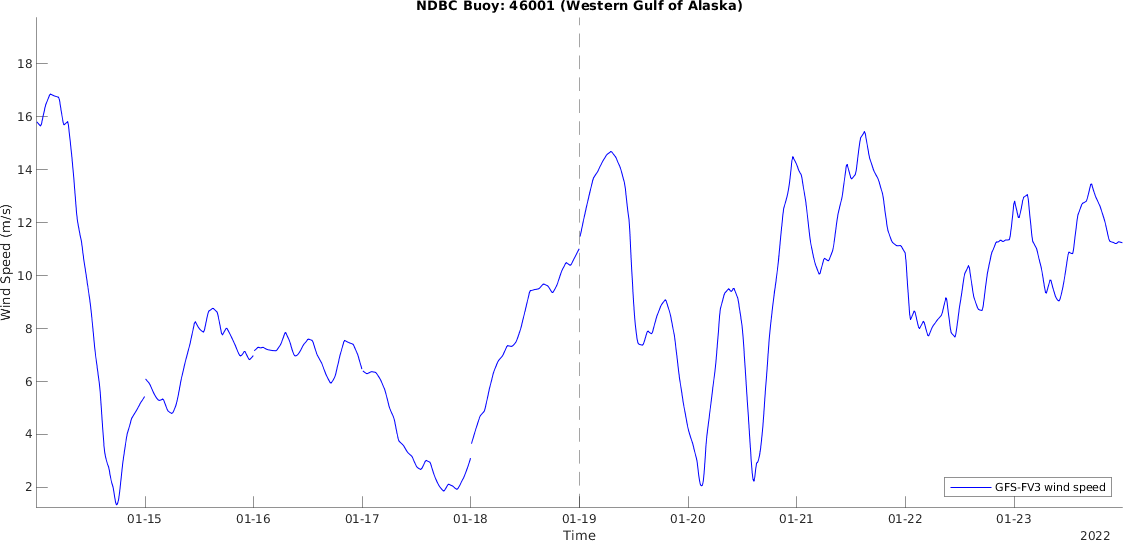 NDBC Buoy: 46001 (Western Gulf of Alaska)
18
16
14
12
10
8
6
4
2
Wind Speed (m/s)
01-15 01-16 01-17 01-18 01-19 01-20 01-21 01-22 01-23
Time
2022
GFS-FV3 wind speed